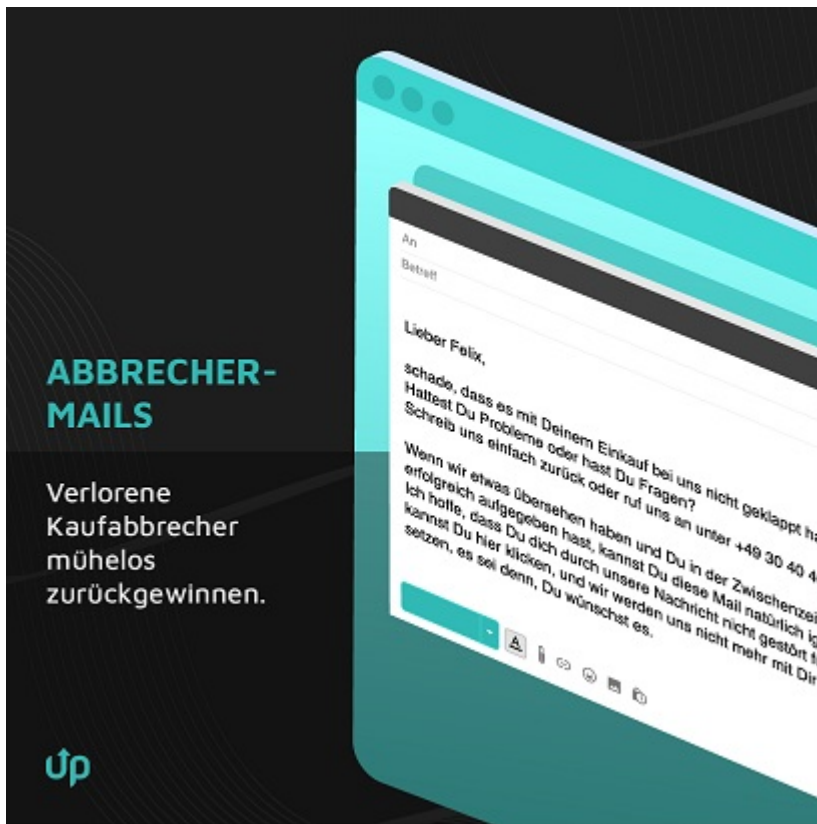 ABBRECHER-
MAILS
Verlorene
Kaufabbrecher
mühelos
zurückgewinnen.
up
An
Betreff
Lieber Felix,
schade, dass es mit Deinem Einkauf bei uns nicht geklappt ha
Hattest Du Probleme oder hast Du Fragen?
Schreib uns einfach zurück oder ruf uns an unter +49 30 40 4
Wenn wir etwas übersehen haben und Du in der Zwischenzei
erfolgreich aufgegeben hast, kannst Du diese Mail natürlich ig
Ich hoffe, dass Du dich durch unsere Nachricht nicht gestört f
kannst Du hier klicken, und wir werden uns nicht mehr mit Dir
setzen, es sei denn, Du wünschst es.
A